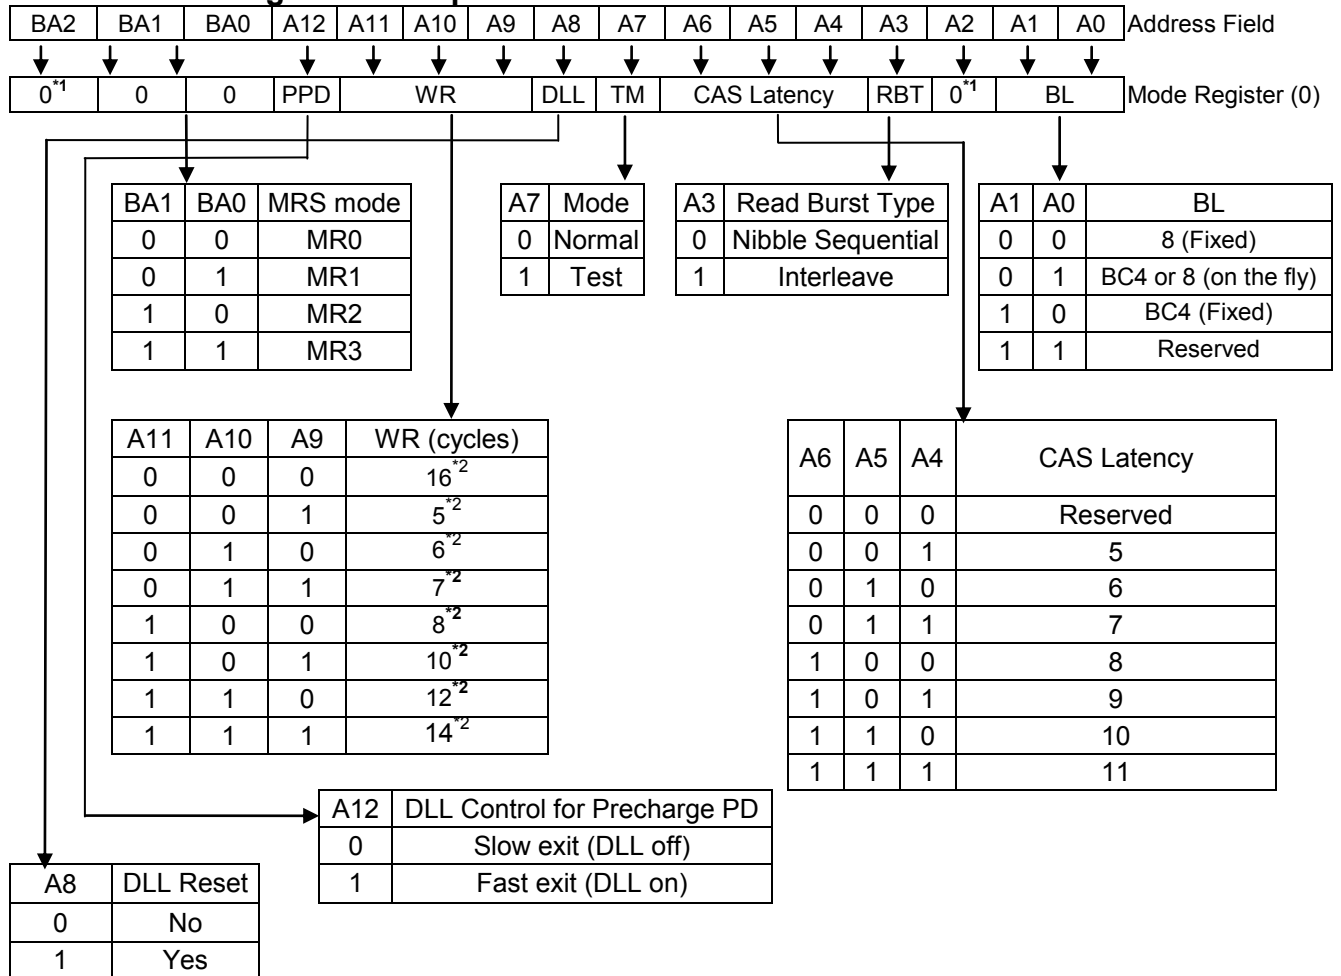 BA2 BA1 BA0 A12 A11 A10 A9 A8 A7 A6 A5 A4 A3 A2 A1 A0 Address Field
0*1 0 0 PPD WR DLL TM CAS Latency RBT 0*1 BL Mode Register (0)
BA1 BA0 MRS mode
0 0 MR0
0 1 MR1
1 0 MR2
1 1 MR3
A7 Mode
0 Normal
1 Test
A3 Read Burst Type
0 Nibble Sequential
1 Interleave
A1 A0 BL
0 0 8 (Fixed)
0 1 BC4 or 8 (on the fly)
1 0 BC4 (Fixed)
1 1 Reserved
A11 A10 A9 WR (cycles)
0 0 0 16*2
0 0 1 5*2
0 1 0 6*2
0 1 1 7*2
1 0 0 8*2
1 0 1 10*2
1 1 0 12*2
1 1 1 14*2
A6 A5 A4 CAS Latency
0 0 0 Reserved
0 0 1 5
0 1 0 6
0 1 1 7
1 0 0 8
1 0 1 9
1 1 0 10
1 1 1 11
A12 DLL Control for Precharge PD
0 Slow exit (DLL off)
1 Fast exit (DLL on)
A8 DLL Reset
0 No
1 Yes